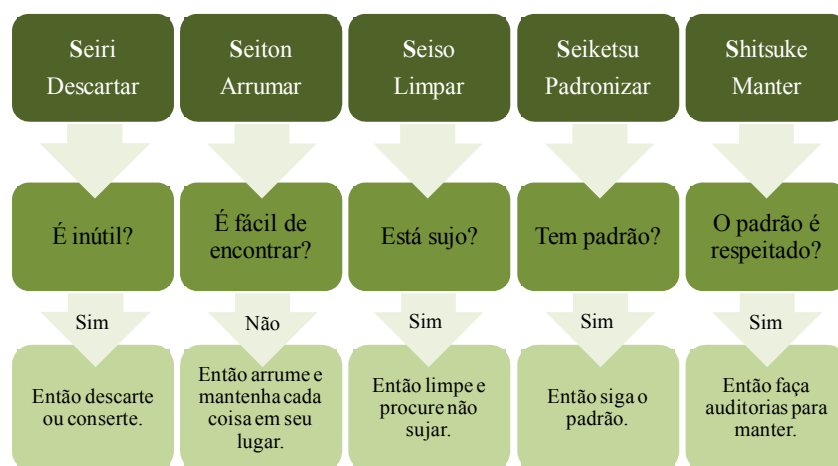 Seiri
Descartar
Seiton
Arrumar
Seiso
Limpar
Seiketsu
Padronizar
Shitsuke
Manter
É inútil?
É fácil de
encontrar?
Está sujo?
Tem padrão?
O padrão é
respeitado?
Sim
Não
Sim
Sim
Sim
Então descarte
ou conserte.
Então arrume e
mantenha cada
coisa em seu
lugar.
Então limpe e
procure não
sujar.
Então siga o
padrão.
Então faça
auditorias para
manter.